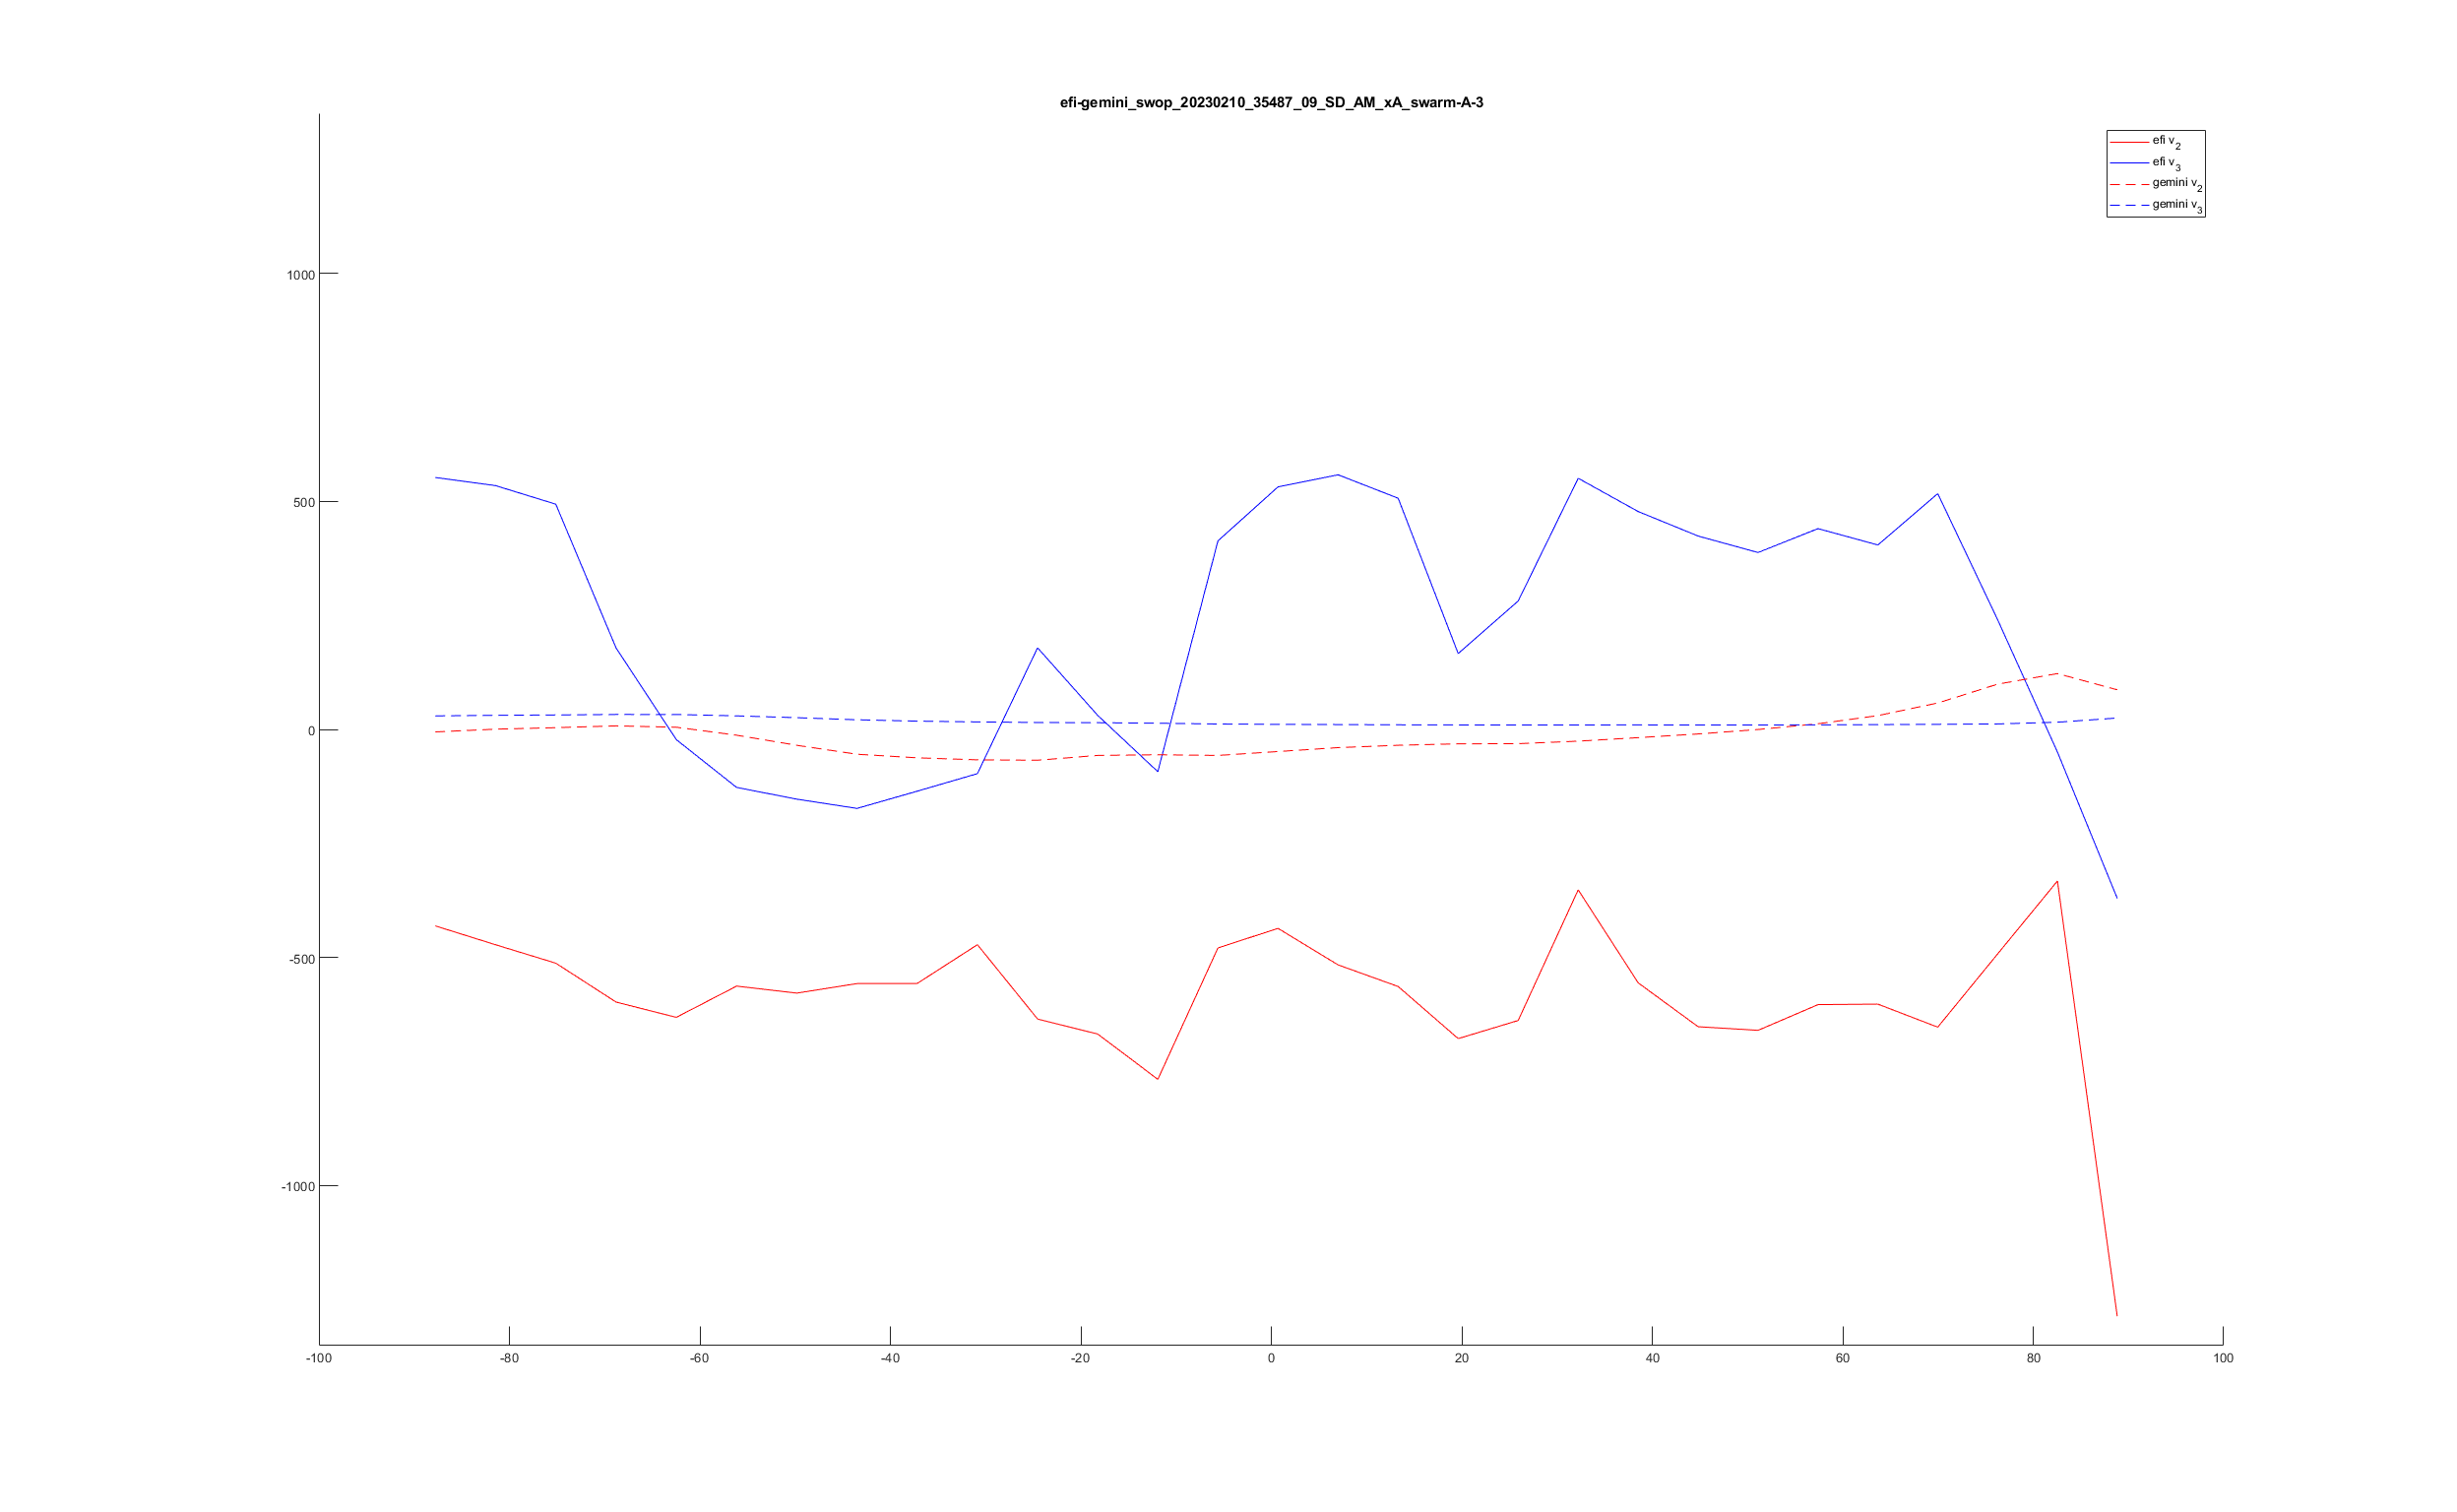 efi-gemini_swop_20230210_35487_09_SD_AM_xA_swarm-A-3
efi v2
efi v3
gemini v2
gemini v3
1000
500
0
-500
-1000
-100 -80 -60 -40 -20 0 20 40 60 80 100